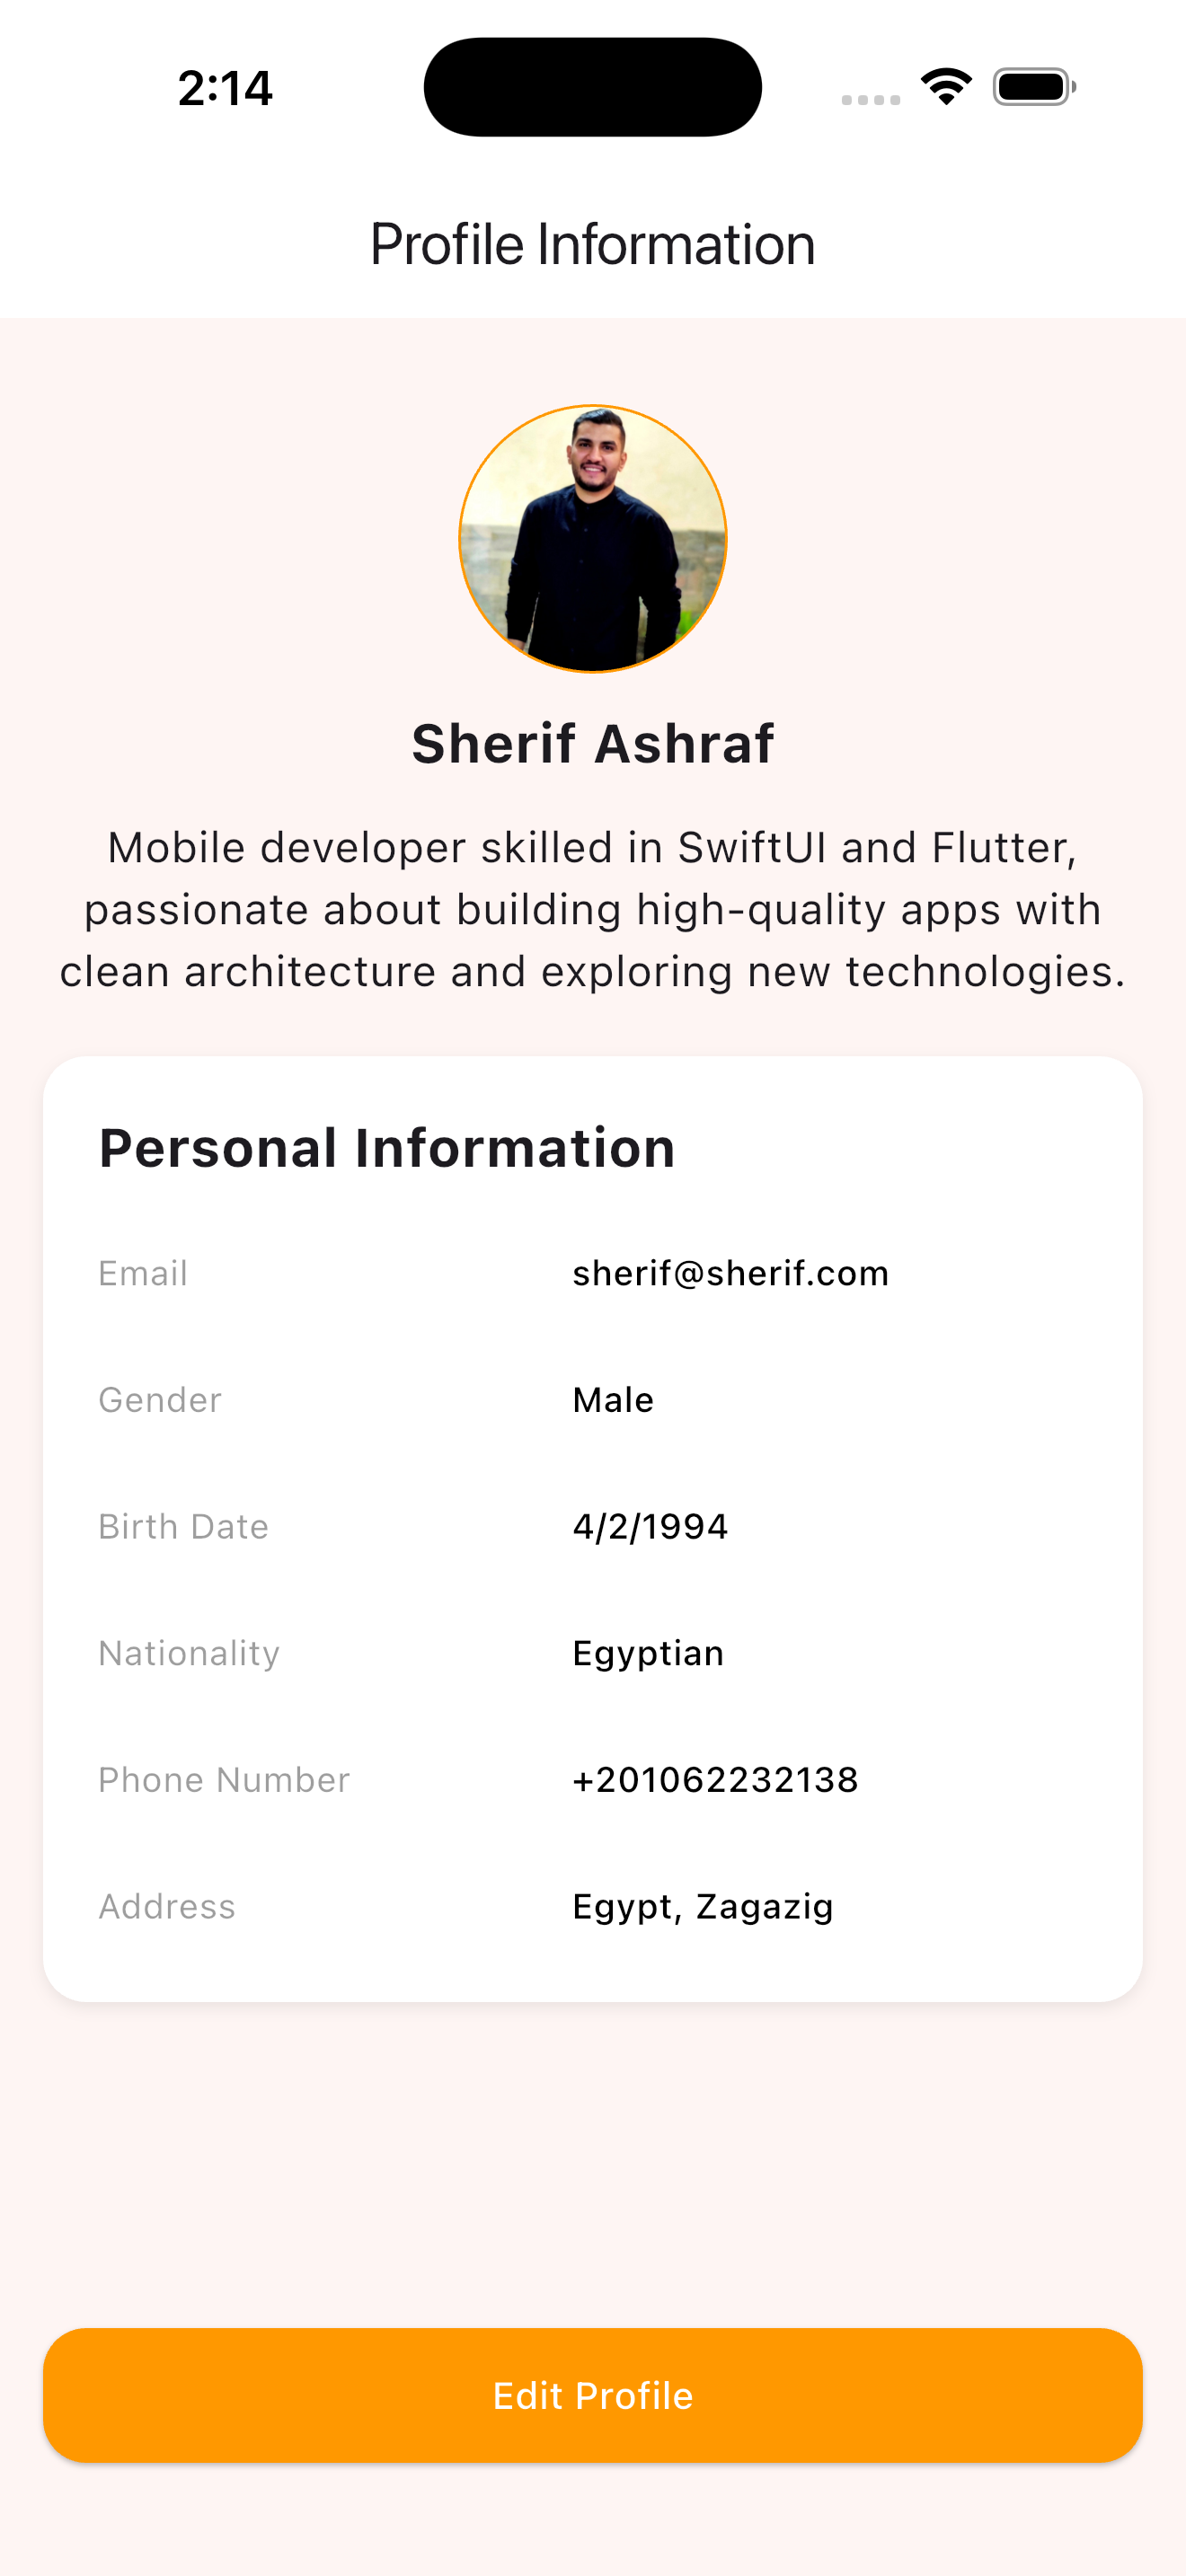 2:14
Profile Information
Sherif Ashraf
Mobile developer skilled in SwiftUI and Flutter,
passionate about building high-quality apps with
clean architecture and exploring new technologies.
Personal Information
Email sherif@sherif.com
Gender Male
Birth Date 4/2/1994
Nationality Egyptian
Phone Number +201062232138
Address Egypt, Zagazig
Edit Profile